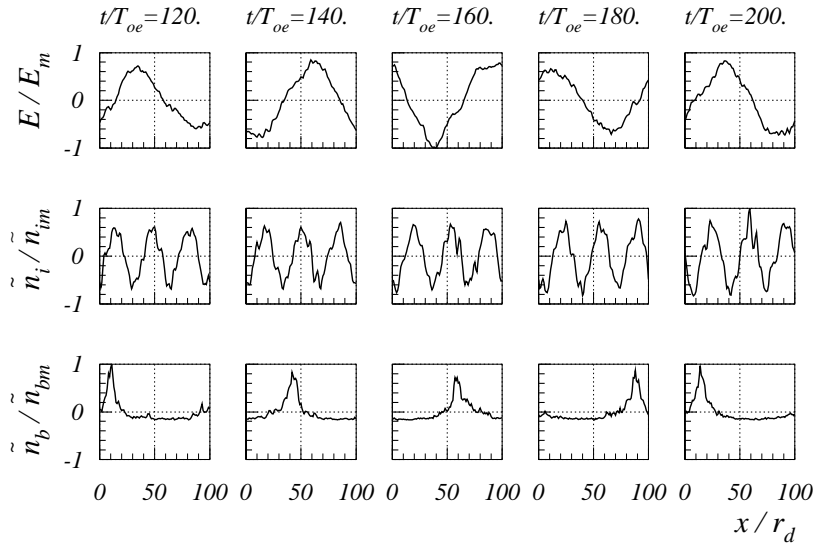 t/T_oe=120. t/T_oe=140. t/T_oe=160. t/T_oe=180. t/T_oe=200.
E / E_m
1
0
-1
ñ_i / ñ_im
1
0
-1
ñ_b / ñ_bm
1
0
-1
0 50 100 0 50 100 0 50 100 0 50 100 0 50 100
x / r_d